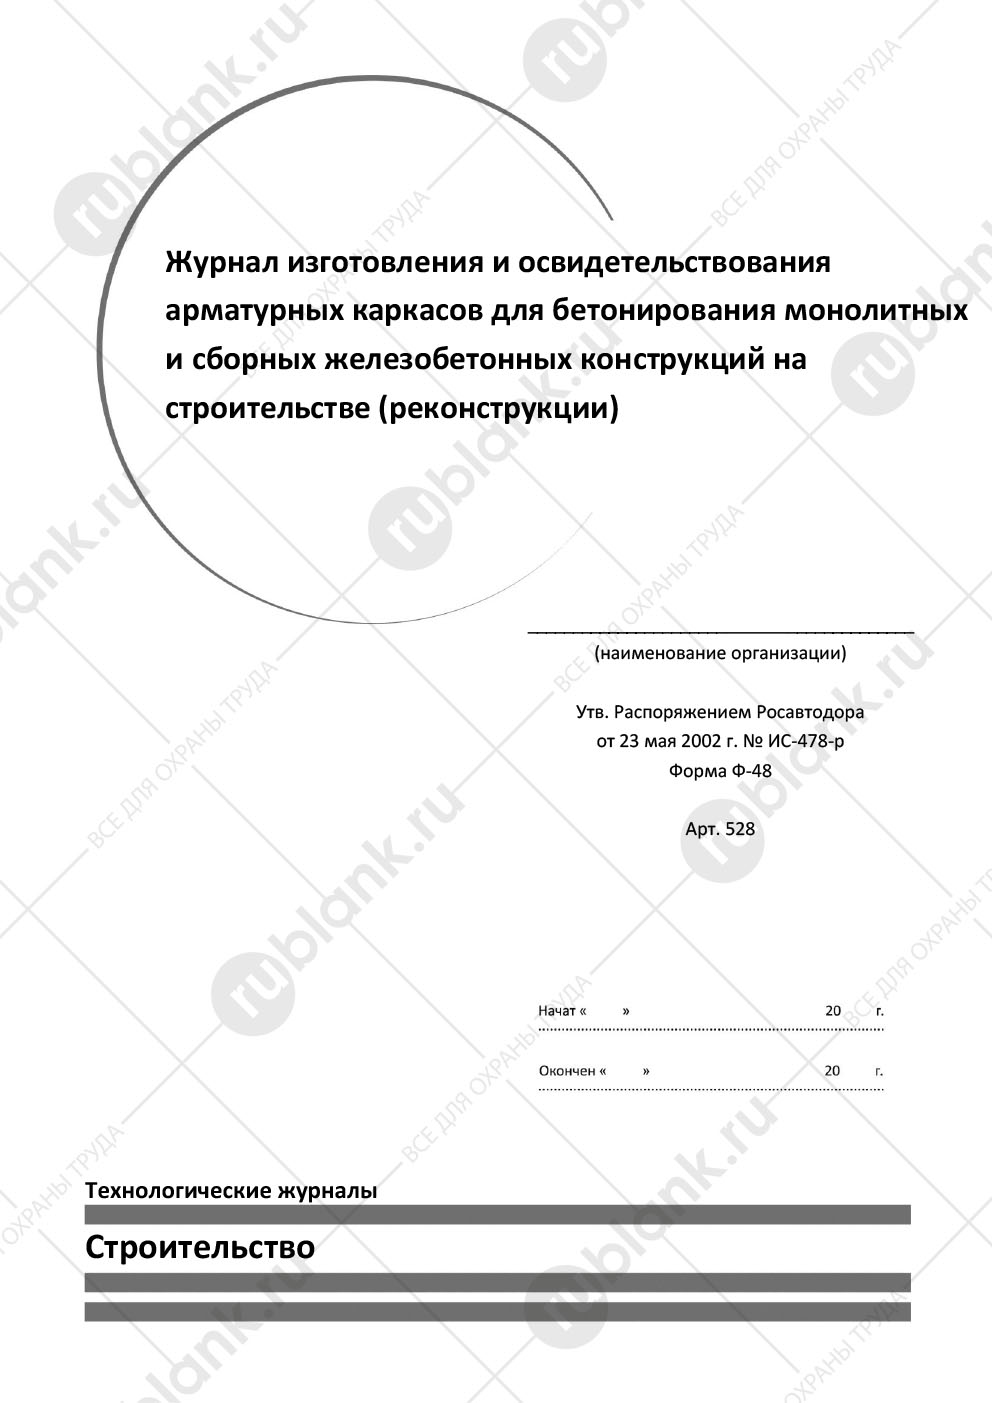 Журнал изготовления и освидетельствования
арматурных каркасов для бетонирования монолитных
и сборных железобетонных конструкций на
строительстве (реконструкции)
(наименование организации)
Утв. Распоряжением Росавтодора
от 23 мая 2002 г. № ИС-478-р
Форма Ф-48
Арт. 528
Начат « » 20 г.
Окончен « » 20 г.
Технологические журналы
Строительство
rublank.ru
ВСЕ ДЛЯ ОХРАНЫ ТРУДА